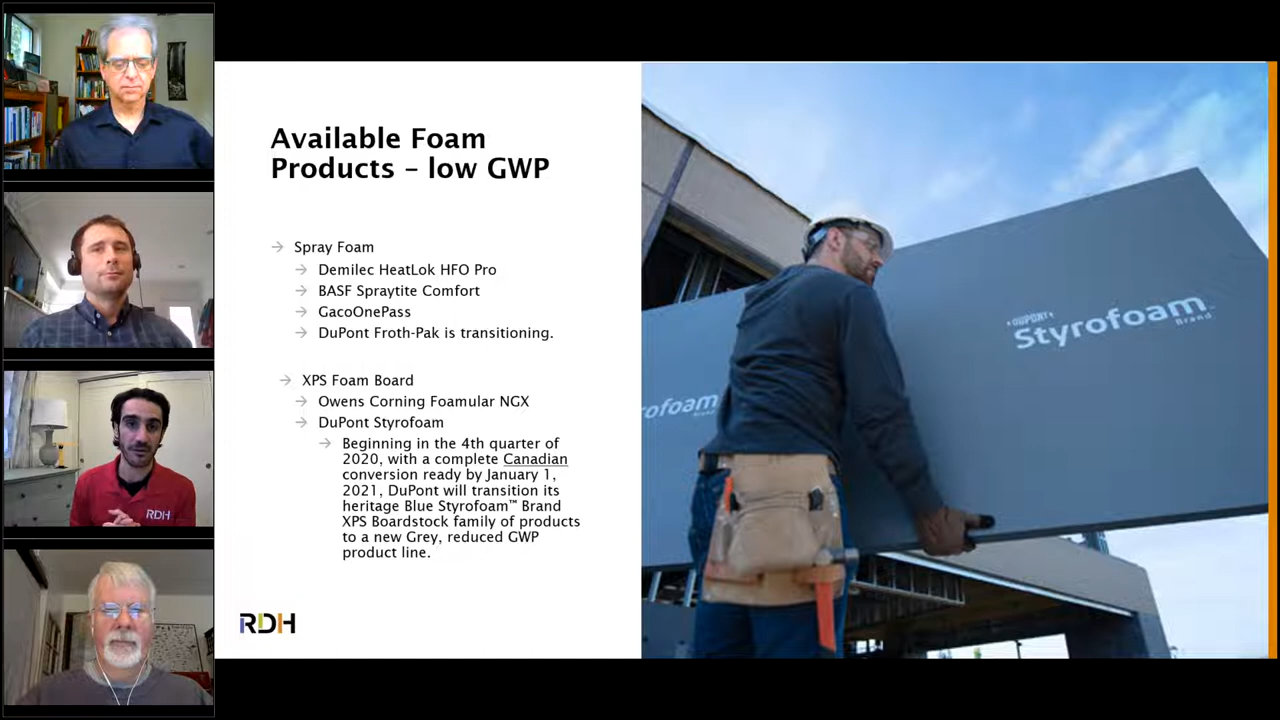 Available Foam
Products – low GWP
→ Spray Foam
→ Demilec HeatLok HFO Pro
→ BASF Spraytite Comfort
→ GacoOnePass
→ DuPont Froth-Pak is transitioning.
→ XPS Foam Board
→ Owens Corning Foamular NGX
→ DuPont Styrofoam
→ Beginning in the 4th quarter of
2020, with a complete Canadian
conversion ready by January 1,
2021, DuPont will transition its
heritage Blue Styrofoam™ Brand
XPS Boardstock family of products
to a new Grey, reduced GWP
product line.
RDH
DUPONT
Styrofoam
Brand
rofoam
Brand
RDH